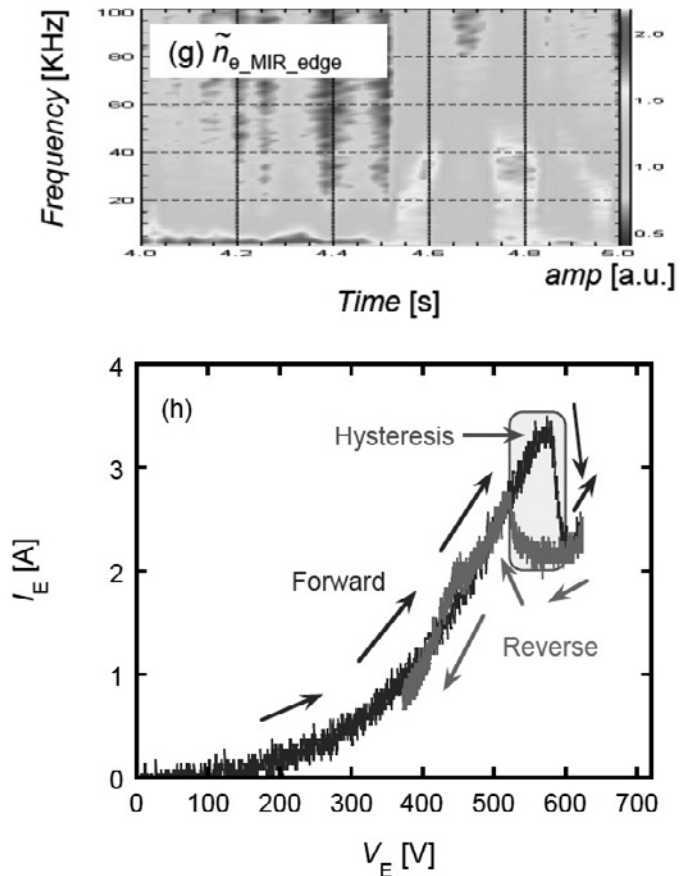 100
80
60
40
20
Frequency [KHz]
(g) ñe_MIR_edge
2.0
1.5
1.0
0.5
4.0 4.2 4.4 4.6 4.8 5.0
Time [s]
amp [a.u.]
4
3
2
1
0
IE [A]
(h)
Hysteresis
Forward
Reverse
0 100 200 300 400 500 600 700
VE [V]